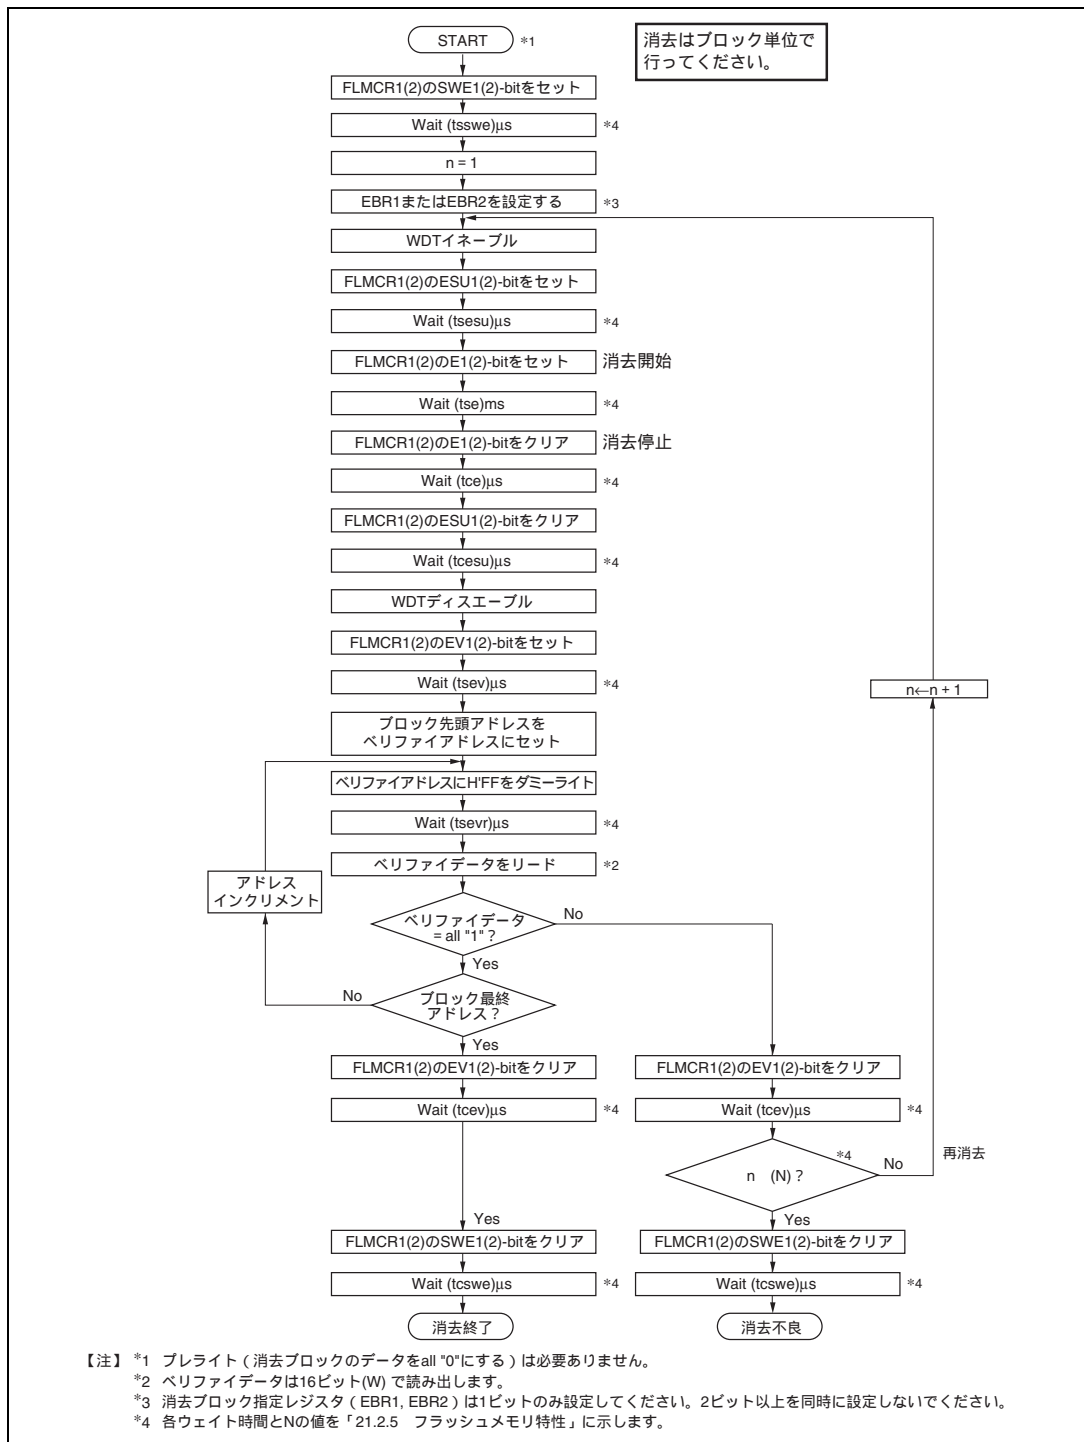 START *1
消去はブロック単位で
行ってください。
FLMCR1(2)のSWE1(2)-bitをセット
Wait (tsswe)µs *4
n = 1
EBR1またはEBR2を設定する *3
WDTイネーブル
FLMCR1(2)のESU1(2)-bitをセット
Wait (tsesu)µs *4
FLMCR1(2)のE1(2)-bitをセット 消去開始
Wait (tse)ms *4
FLMCR1(2)のE1(2)-bitをクリア 消去停止
Wait (tce)µs *4
FLMCR1(2)のESU1(2)-bitをクリア
Wait (tcesu)µs *4
WDTディスエーブル
FLMCR1(2)のEV1(2)-bitをセット
Wait (tsev)µs *4
n←n + 1
ブロック先頭アドレスを
ベリファイアドレスにセット
ベリファイアドレスにH'FFをダミーライト
Wait (tsevr)µs *4
ベリファイデータをリード *2
アドレス
インクリメント
ベリファイデータ
= all "1" ?
No
Yes
ブロック最終
アドレス？
No
Yes
FLMCR1(2)のEV1(2)-bitをクリア
Wait (tcev)µs *4
FLMCR1(2)のEV1(2)-bitをクリア
Wait (tcev)µs *4
n (N) ? *4
No
再消去
Yes
Yes
FLMCR1(2)のSWE1(2)-bitをクリア
Wait (tcswe)µs *4
消去終了
FLMCR1(2)のSWE1(2)-bitをクリア
Wait (tcswe)µs *4
消去不良
【注】 *1 プレライト（消去ブロックのデータをall "0"にする）は必要ありません。
*2 ベリファイデータは16ビット(W) で読み出します。
*3 消去ブロック指定レジスタ（EBR1, EBR2）は1ビットのみ設定してください。2ビット以上を同時に設定しないでください。
*4 各ウェイト時間とNの値を「21.2.5 フラッシュメモリ特性」に示します。